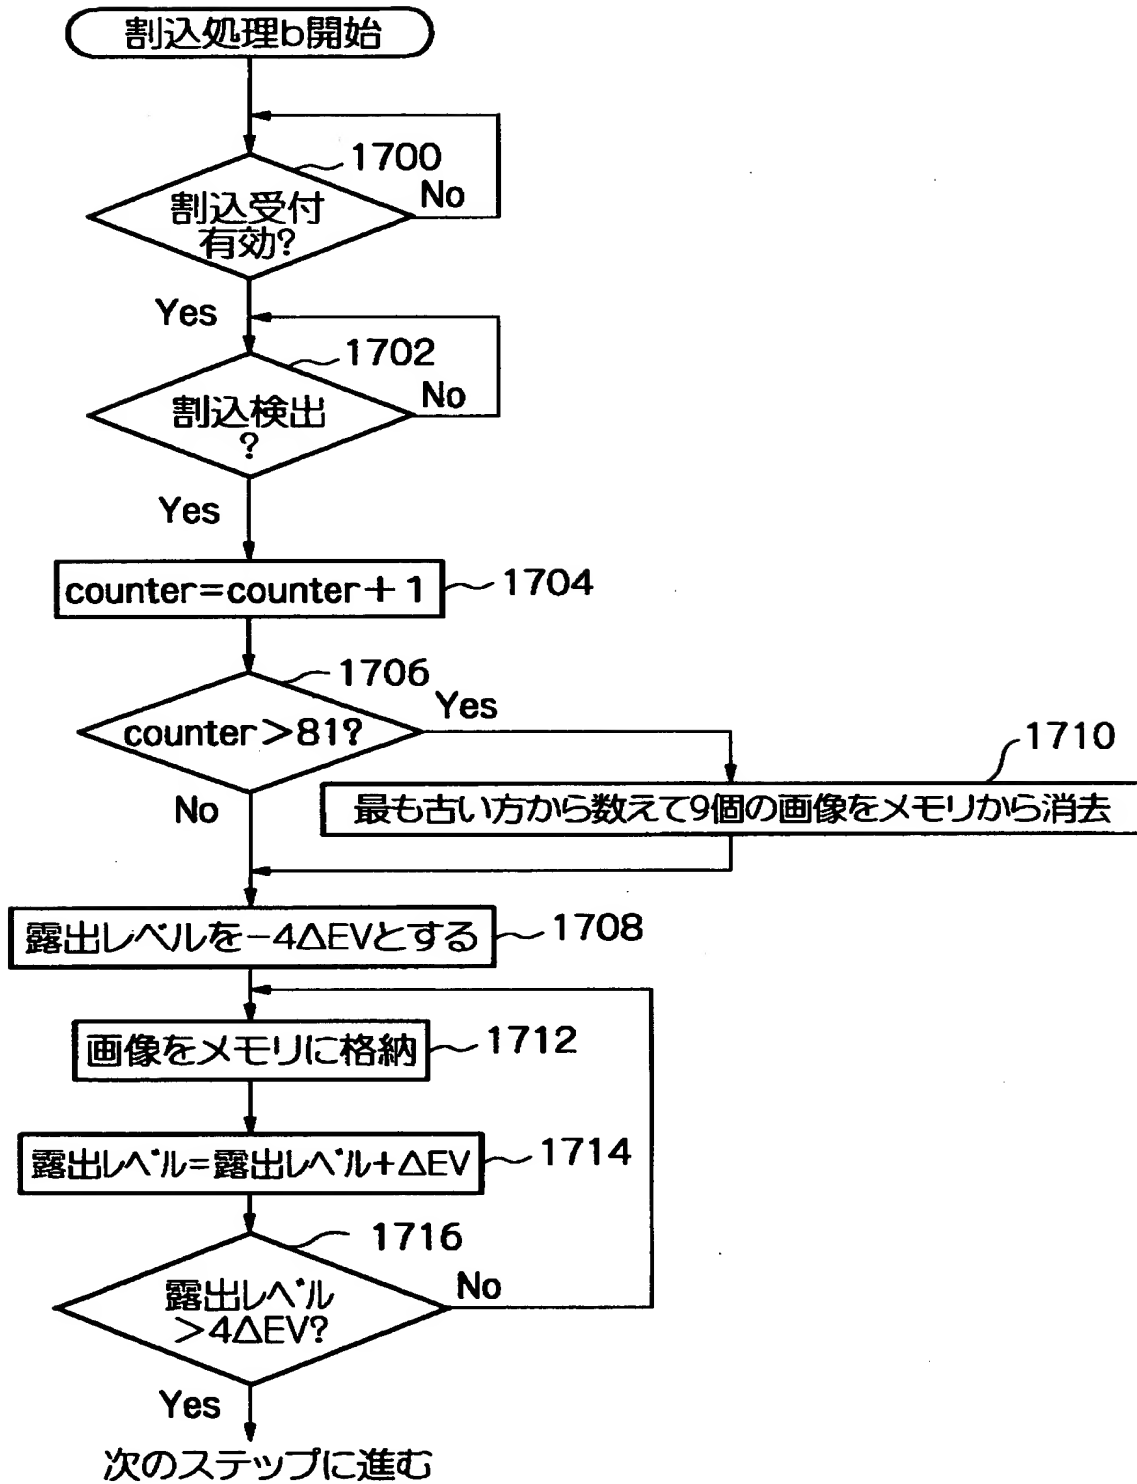 割込処理b開始
1700
No
割込受付
有効?
Yes
1702
No
割込検出
?
Yes
counter=counter+1
1704
1706
Yes
counter>81?
1710
No
最も古い方から数えて9個の画像をメモリから消去
露出レベルを-4ΔEVとする
1708
画像をメモリに格納
1712
露出レベル=露出レベル+ΔEV
1714
1716
No
露出レベル
>4ΔEV?
Yes
次のステップに進む